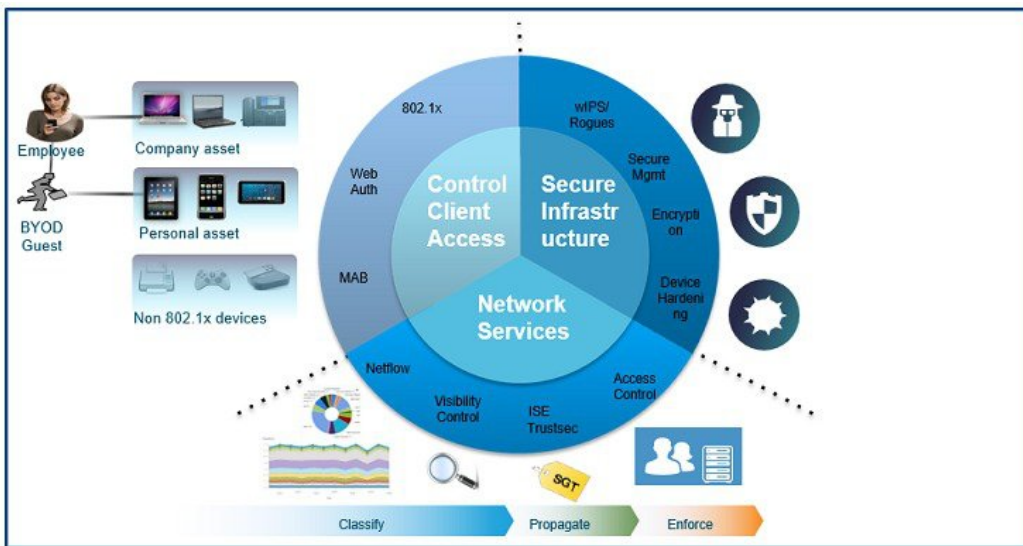 Employee
Company asset
BYOD
Guest
Personal asset
Non 802.1x devices
802.1x
Web
Auth
MAB
Control
Client
Access
Secure
Infrastr
ucture
Network
Services
wIPS/
Rogues
Secure
Mgmt
Encrypti
on
Device
Hardeni
ng
Netflow
Visibility
Control
ISE
Trustsec
Access
Control
SGT
Classify
Propagate
Enforce